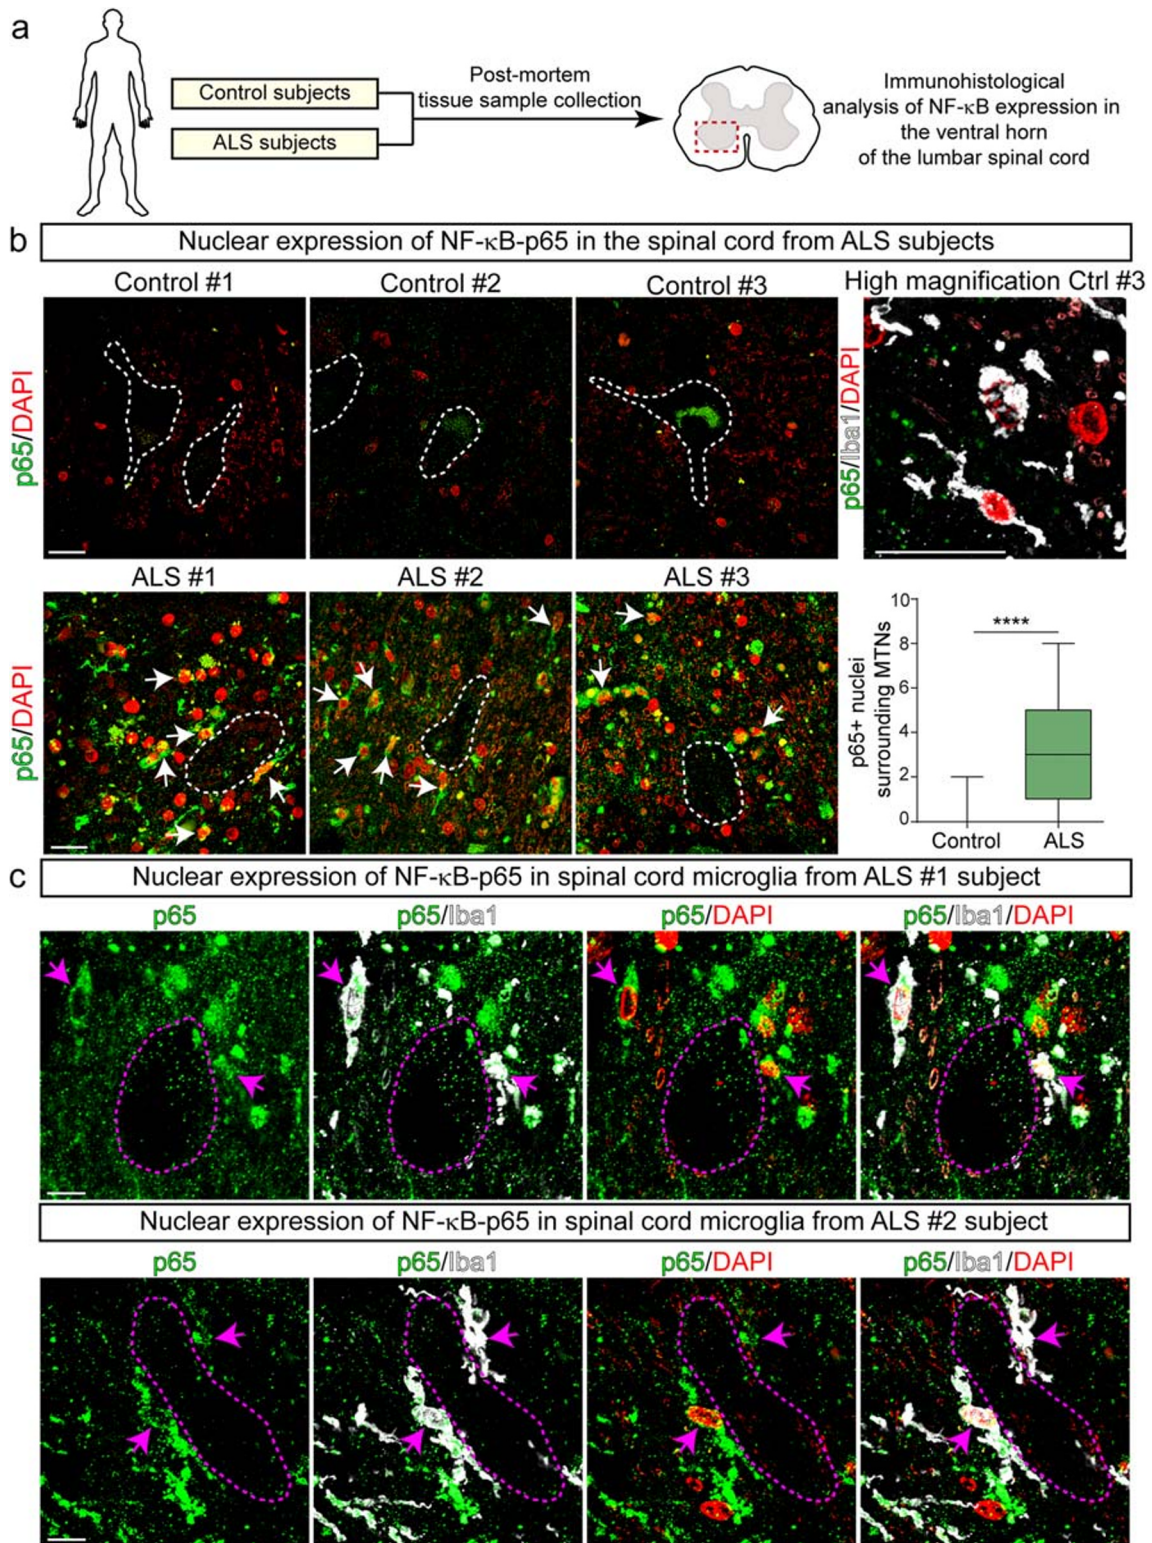 a
Control subjects
ALS subjects
Post-mortem
tissue sample collection
Immunohistological
analysis of NF-κB expression in
the ventral horn
of the lumbar spinal cord
b
Nuclear expression of NF-κB-p65 in the spinal cord from ALS subjects
Control #1
Control #2
Control #3
High magnification Ctrl #3
p65/DAPI
p65/Iba1/DAPI
ALS #1
ALS #2
ALS #3
p65/DAPI
p65+ nuclei
surrounding MTNs
10
8
6
4
2
0
****
Control
ALS
c
Nuclear expression of NF-κB-p65 in spinal cord microglia from ALS #1 subject
p65
p65/Iba1
p65/DAPI
p65/Iba1/DAPI
Nuclear expression of NF-κB-p65 in spinal cord microglia from ALS #2 subject
p65
p65/Iba1
p65/DAPI
p65/Iba1/DAPI